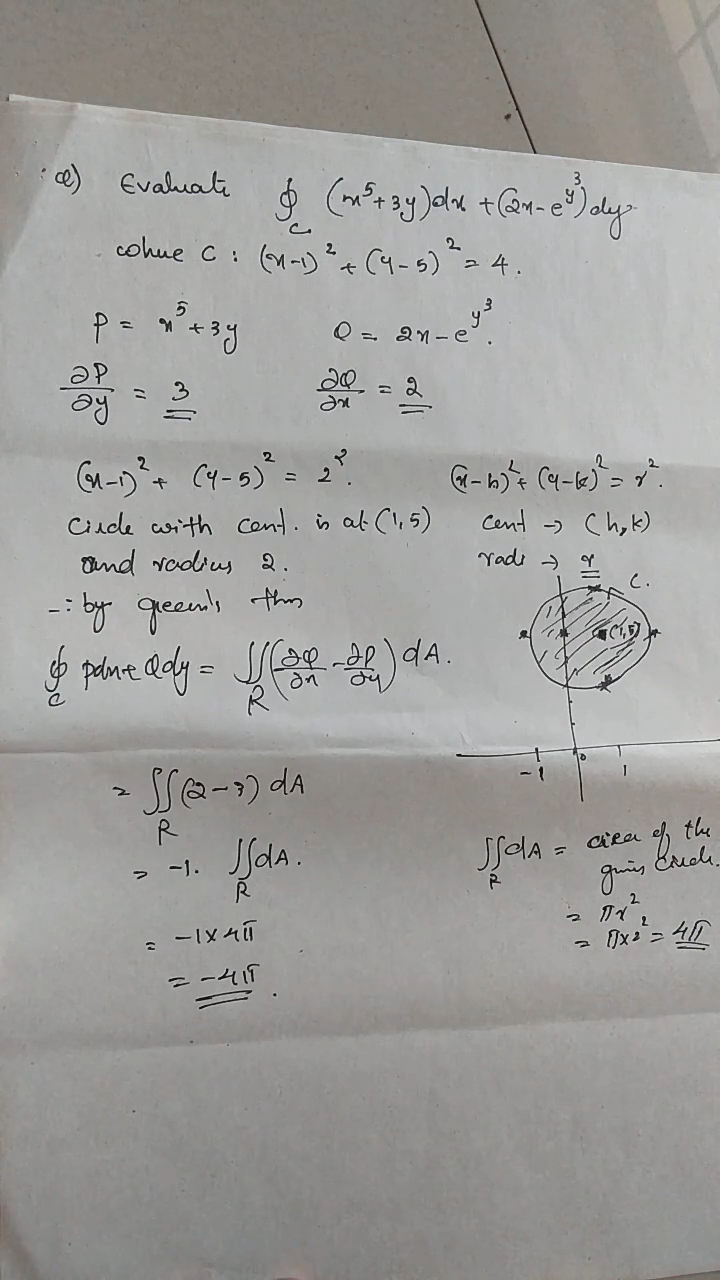 Q) Evaluate ∮_C (x⁵+3y)dx + (2x-e^{y³})dy
where C : (x-1)² + (y-5)² = 4.
P = x⁵+3y Q = 2x-e^{y³}.
∂P/∂y = 3 ∂Q/∂x = 2
(x-1)² + (y-5)² = 2². (x-h)²+(y-k)² = r².
Circle with cent. is at (1,5) cent → (h,k)
and radius 2. radi → r
∴ by green's thm
C.
(1,5)
∮_C Pdx+Qdy = ∬_R (∂Q/∂x - ∂P/∂y) dA.
-1 0 1
= ∬_R (2-3) dA
= -1. ∬_R dA.
= -1×4π
= -4π.
∬_R dA = area of the
given circle.
= πr²
= π×2² = 4π